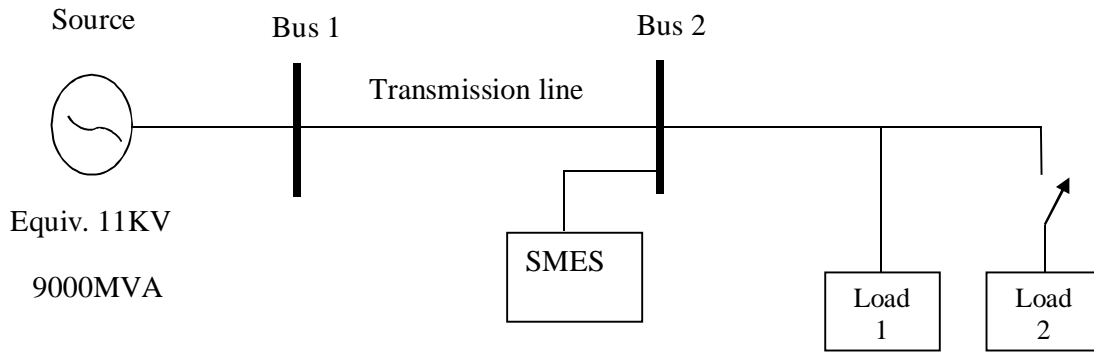 Source
Bus 1
Bus 2
Transmission line
Equiv. 11KV
9000MVA
SMES
Load
1
Load
2